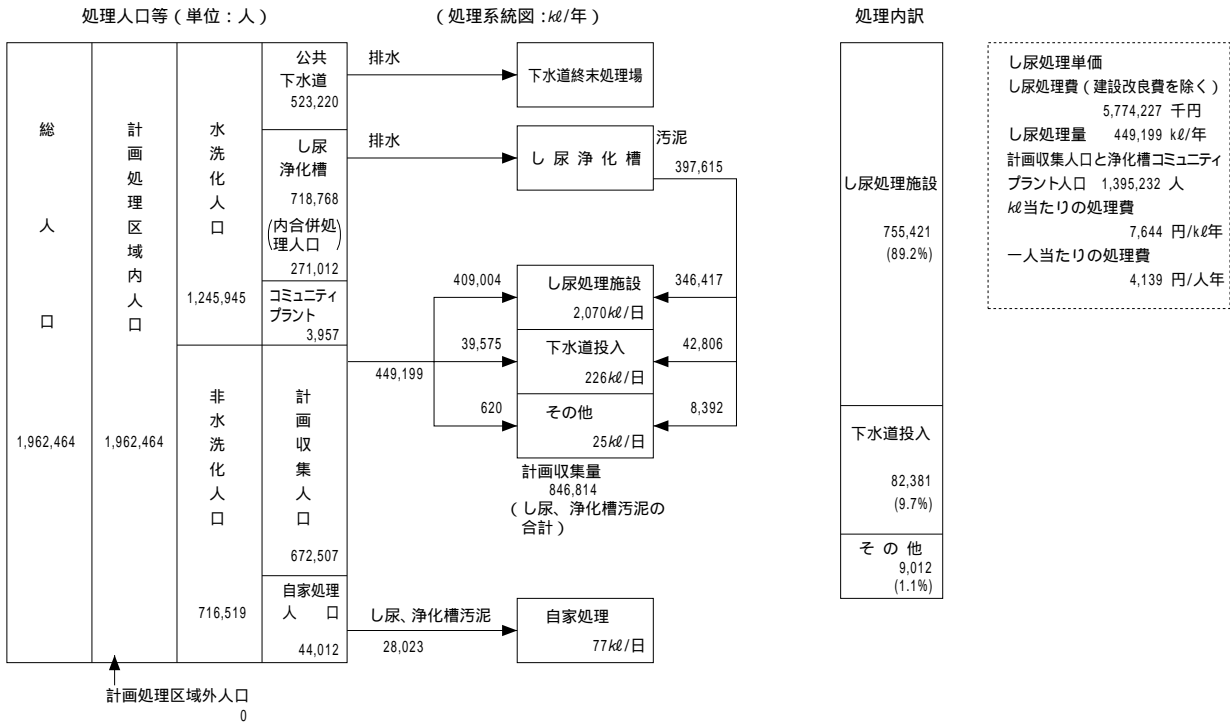 処理人口等（単位：人）
（処理系統図：kℓ/年）
処理内訳
総人口
1,962,464
計画処理区域内人口
1,962,464
水洗化人口
1,245,945
非水洗化人口
716,519
公共
下水道
523,220
し尿
浄化槽
718,768
(内合併処
理人口)
271,012
コミュニティ
プラント
3,957
計画収集人口
672,507
自家処理
人　口
44,012
計画処理区域外人口
0
排水
下水道終末処理場
排水
し尿浄化槽
汚泥
397,615
449,199
409,004
し尿処理施設
2,070kℓ/日
346,417
39,575
下水道投入
226kℓ/日
42,806
620
その他
25kℓ/日
8,392
計画収集量
846,814
（し尿、浄化槽汚泥の
合計）
し尿、浄化槽汚泥
28,023
自家処理
77kℓ/日
し尿処理施設
755,421
(89.2%)
下水道投入
82,381
(9.7%)
その他
9,012
(1.1%)
し尿処理単価
し尿処理費（建設改良費を除く）
5,774,227 千円
し尿処理量　449,199 kℓ/年
計画収集人口と浄化槽コミュニティ
プラント人口　1,395,232 人
kℓ当たりの処理費
7,644 円/kℓ年
一人当たりの処理費
4,139 円/人年